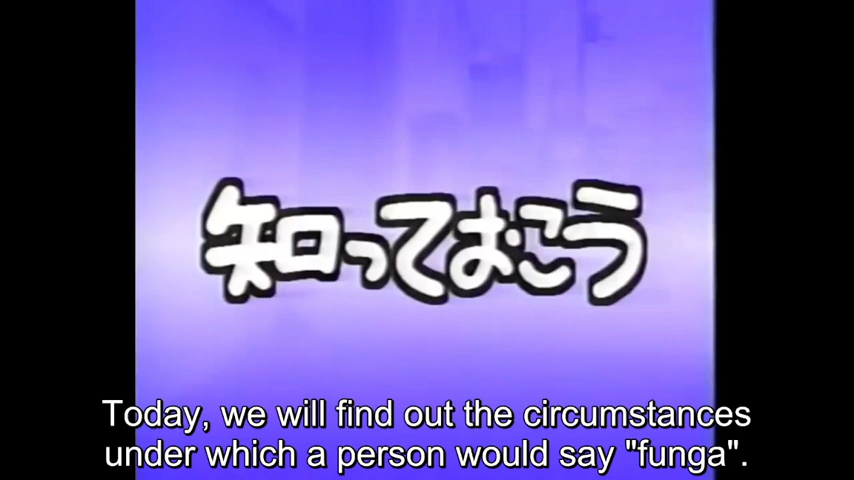 知っておこう
Today, we will find out the circumstances
under which a person would say "funga".